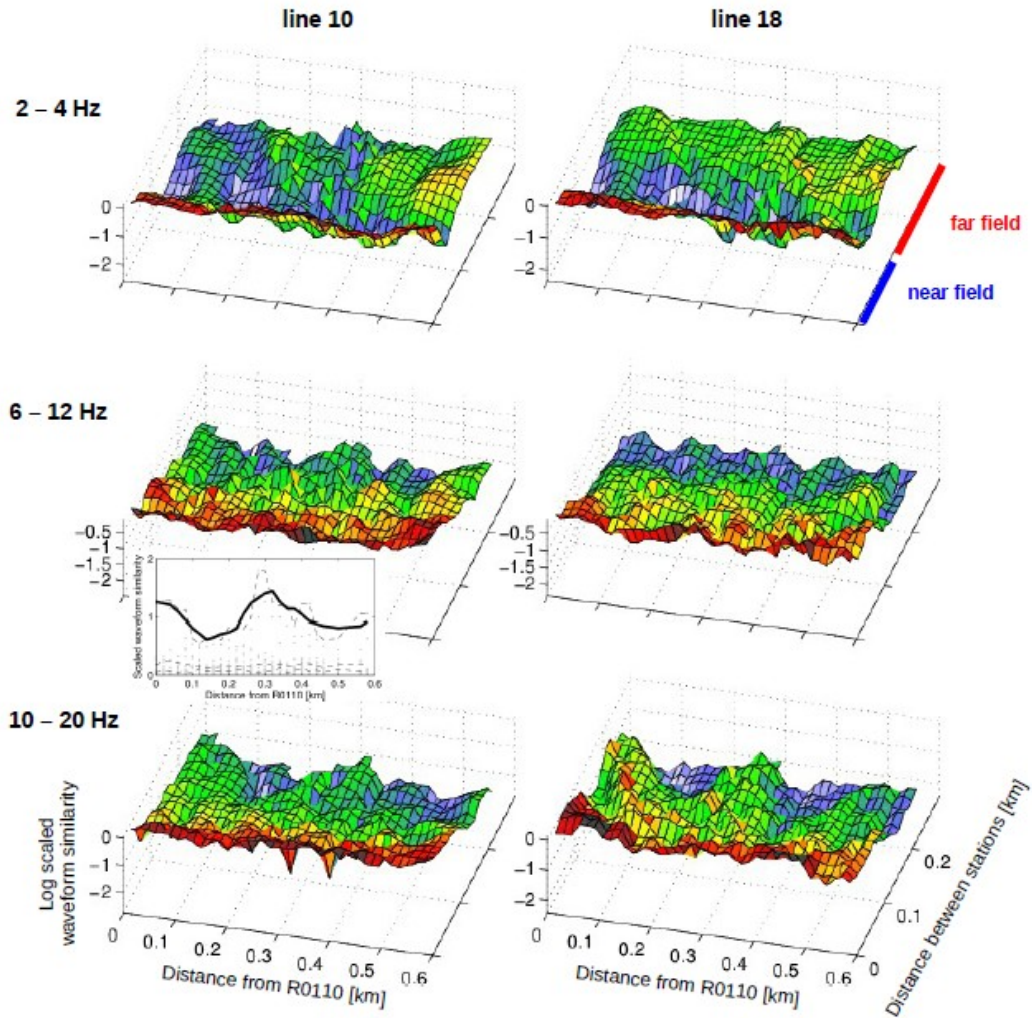 line 10
line 18
2 – 4 Hz
0
−1
−2
0
−1
−2
far field
near field
6 – 12 Hz
−0.5
−1
−1.5
−2
−0.5
−1
−1.5
−2
Scaled waveform similarity
2
1
0
0 0.1 0.2 0.3 0.4 0.5 0.6
Distance from R0110 [km]
10 – 20 Hz
Log scaled
waveform similarity
0
−1
−2
0 0.1 0.2 0.3 0.4 0.5 0.6
Distance from R0110 [km]
0
−1
−2
0 0.1 0.2 0.3 0.4 0.5 0.6
Distance from R0110 [km]
0 0.1 0.2
Distance between stations [km]